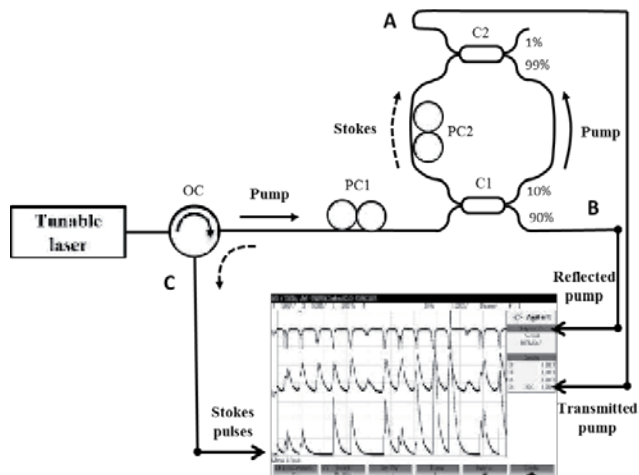 A
C2
1%
99%
Stokes
PC2
Pump
OC
Pump
PC1
C1
10%
90%
B
Tunable
laser
C
Reflected
pump
Agilent
Stokes
pulses
Transmitted
pump